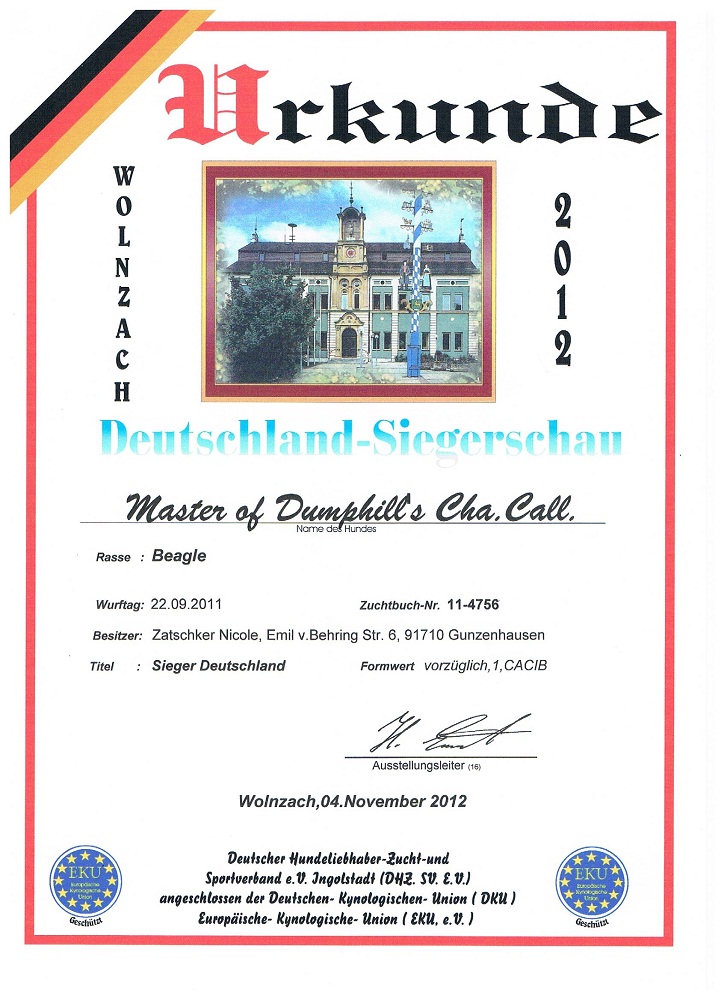 Urkunde
WOLNZACH
2012
Deutschland-Siegerschau
Master of Dumphill's Cha.Call.
Name des Hundes
Rasse : Beagle
Wurftag: 22.09.2011 Zuchtbuch-Nr. 11-4756
Besitzer: Zatschker Nicole, Emil v.Behring Str. 6, 91710 Gunzenhausen
Titel : Sieger Deutschland Formwert vorzüglich,1,CACIB
Ausstellungsleiter (16)
Wolnzach,04.November 2012
Deutscher Hundeliebhaber-Zucht-und
Sportverband e.V. Ingolstadt (DHZ. SV. E.V.)
angeschlossen der Deutschen- Kynologischen- Union ( DKU )
Europäische- Kynologische- Union ( EKU, e.V. )
EKU
Europäische
Kynologische
Union
Geschützt
EKU
Europäische
Kynologische
Union
Geschützt